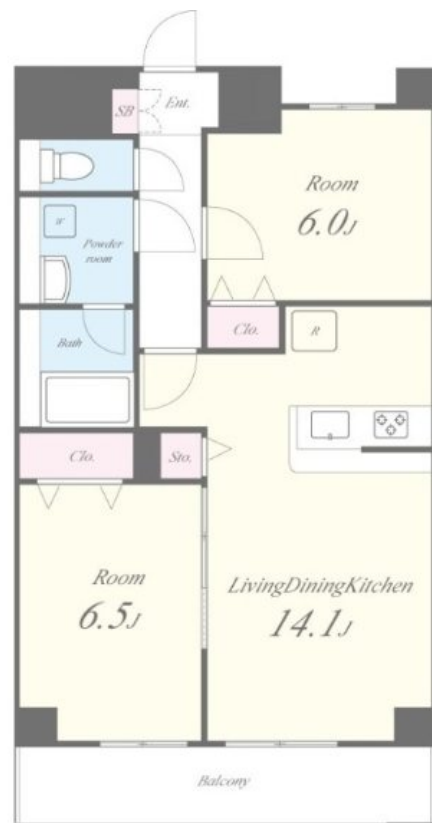 Ent.
SB
Room
6.0J
W
Powder
room
Clo.
R
Bath
Clo.
Sto.
Room
6.5J
LivingDiningKitchen
14.1J
Balcony